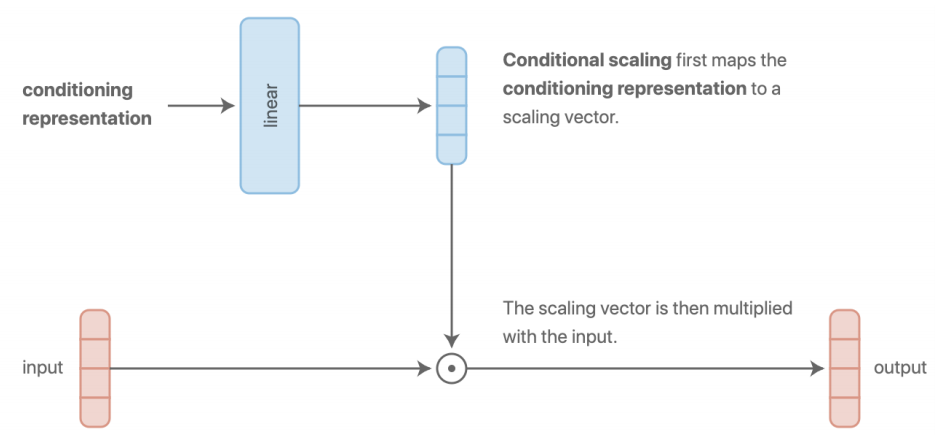 conditioning
representation
linear
Conditional scaling first maps the
conditioning representation to a
scaling vector.
The scaling vector is then multiplied
with the input.
input
output